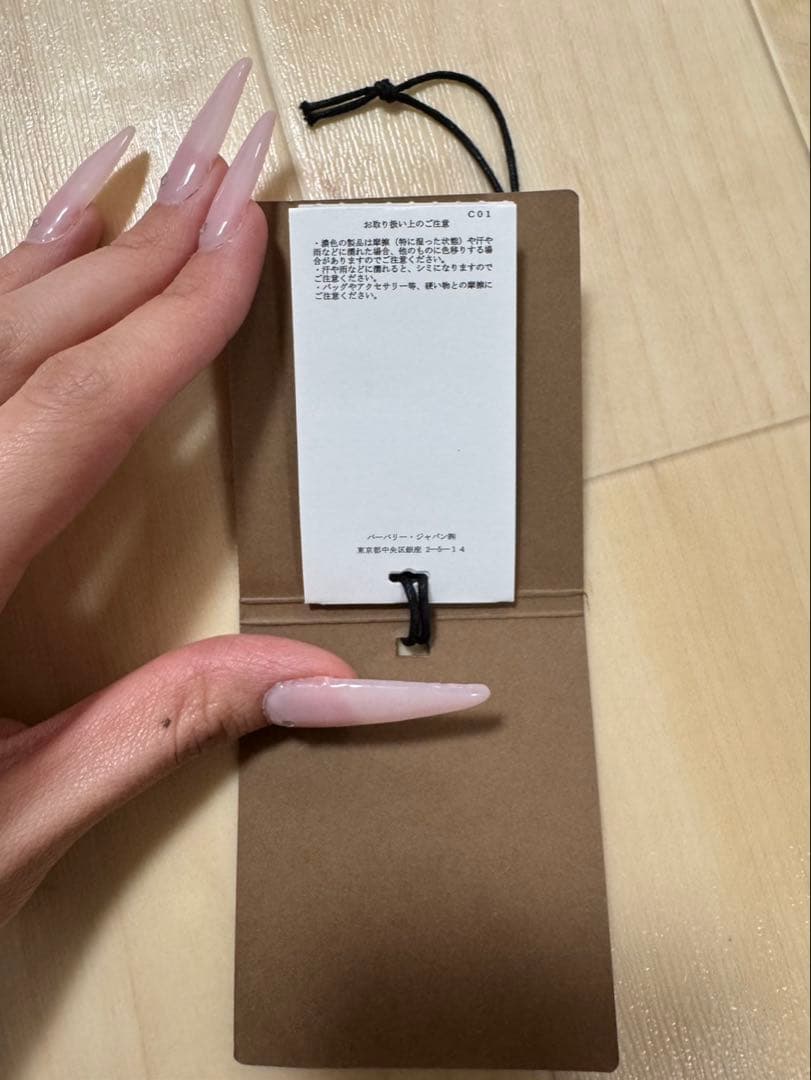 C01
お取り扱い上のご注意
・濃色の製品は摩擦（特に湿った状態）や汗や
雨などに濡れた場合、他のものに色移りする場
合がありますのでご注意ください。
・汗や雨などに濡れると、シミになりますので
ご注意ください。
・バッグやアクセサリー等、硬い物との摩擦に
ご注意ください。
バーバリー・ジャパン㈱
東京都中央区銀座 2−5−14